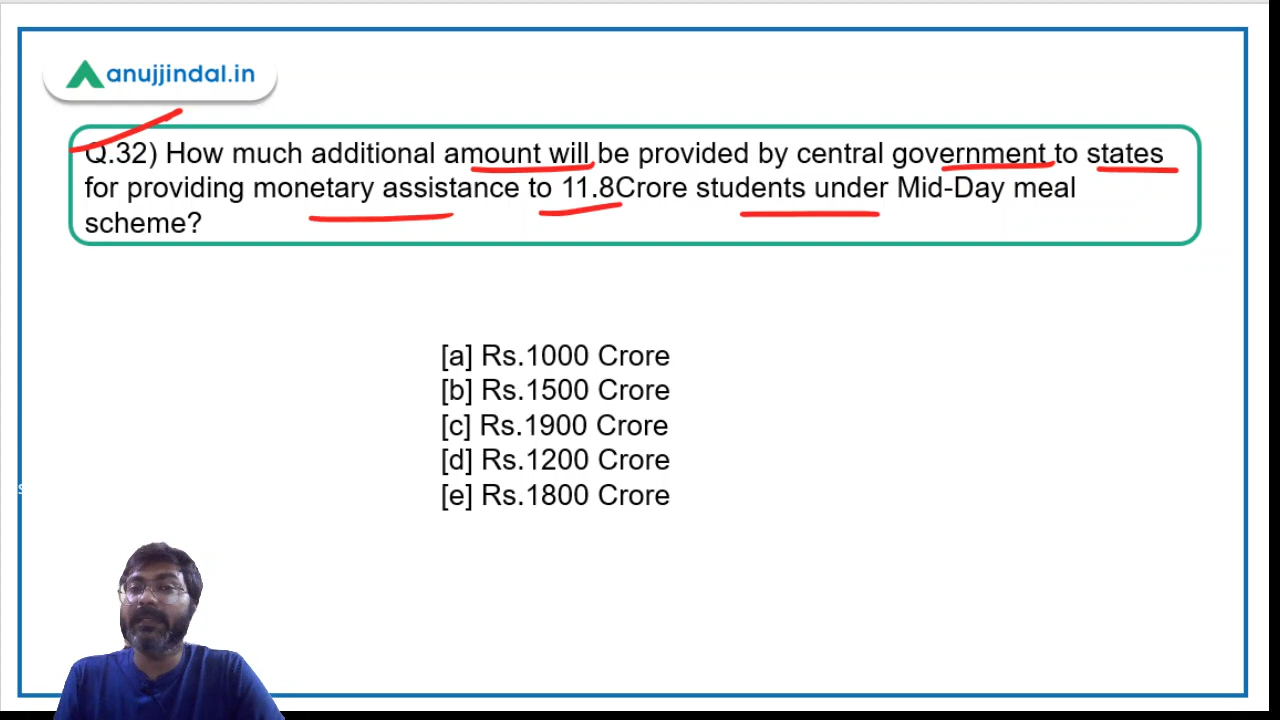 anujjindal.in
Q.32) How much additional amount will be provided by central government to states
for providing monetary assistance to 11.8Crore students under Mid-Day meal
scheme?
[a] Rs.1000 Crore
[b] Rs.1500 Crore
[c] Rs.1900 Crore
[d] Rs.1200 Crore
[e] Rs.1800 Crore